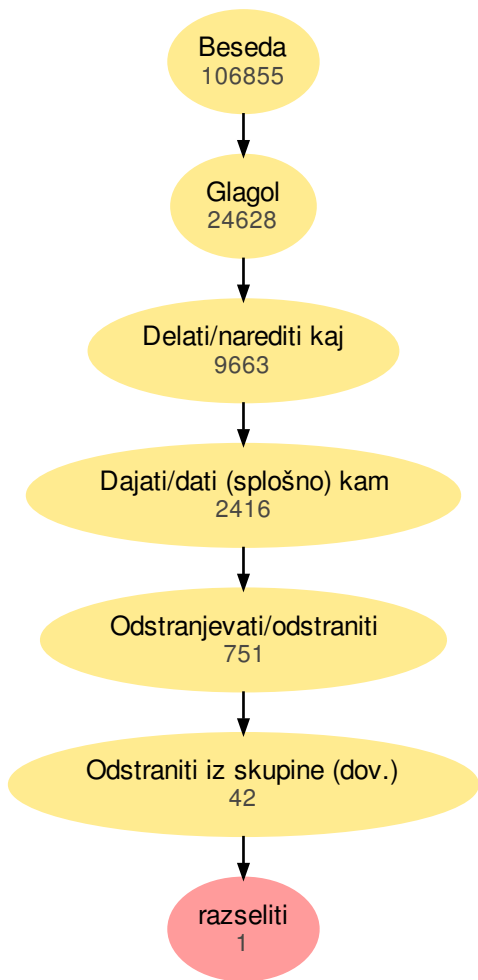 Beseda
106855
Glagol
24628
Delati/narediti kaj
9663
Dajati/dati (splošno) kam
2416
Odstranjevati/odstraniti
751
Odstraniti iz skupine (dov.)
42
razseliti
1